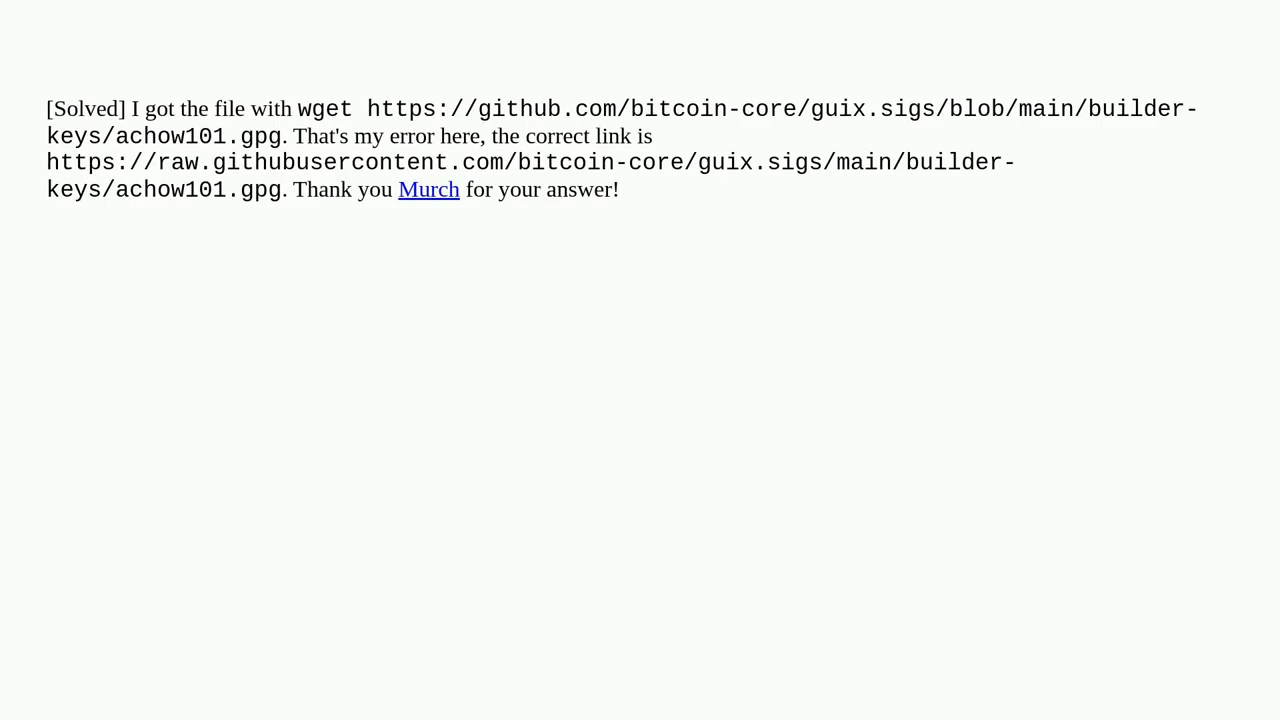 [Solved] I got the file with wget https://github.com/bitcoin-core/guix.sigs/blob/main/builder-
keys/achow101.gpg. That's my error here, the correct link is
https://raw.githubusercontent.com/bitcoin-core/guix.sigs/main/builder-
keys/achow101.gpg. Thank you Murch for your answer!